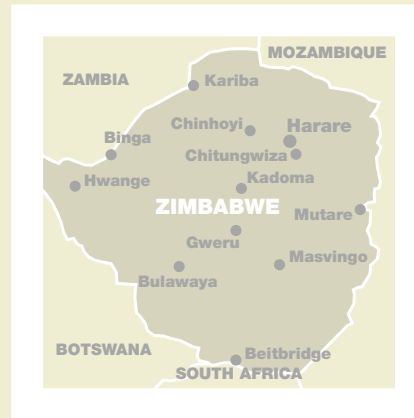 MOZAMBIQUE
ZAMBIA
Kariba
Chinhoyi
Harare
Binga
Chitungwiza
Hwange
Kadoma
ZIMBABWE
Mutare
Gweru
Masvingo
Bulawaya
BOTSWANA
Beitbridge
SOUTH AFRICA